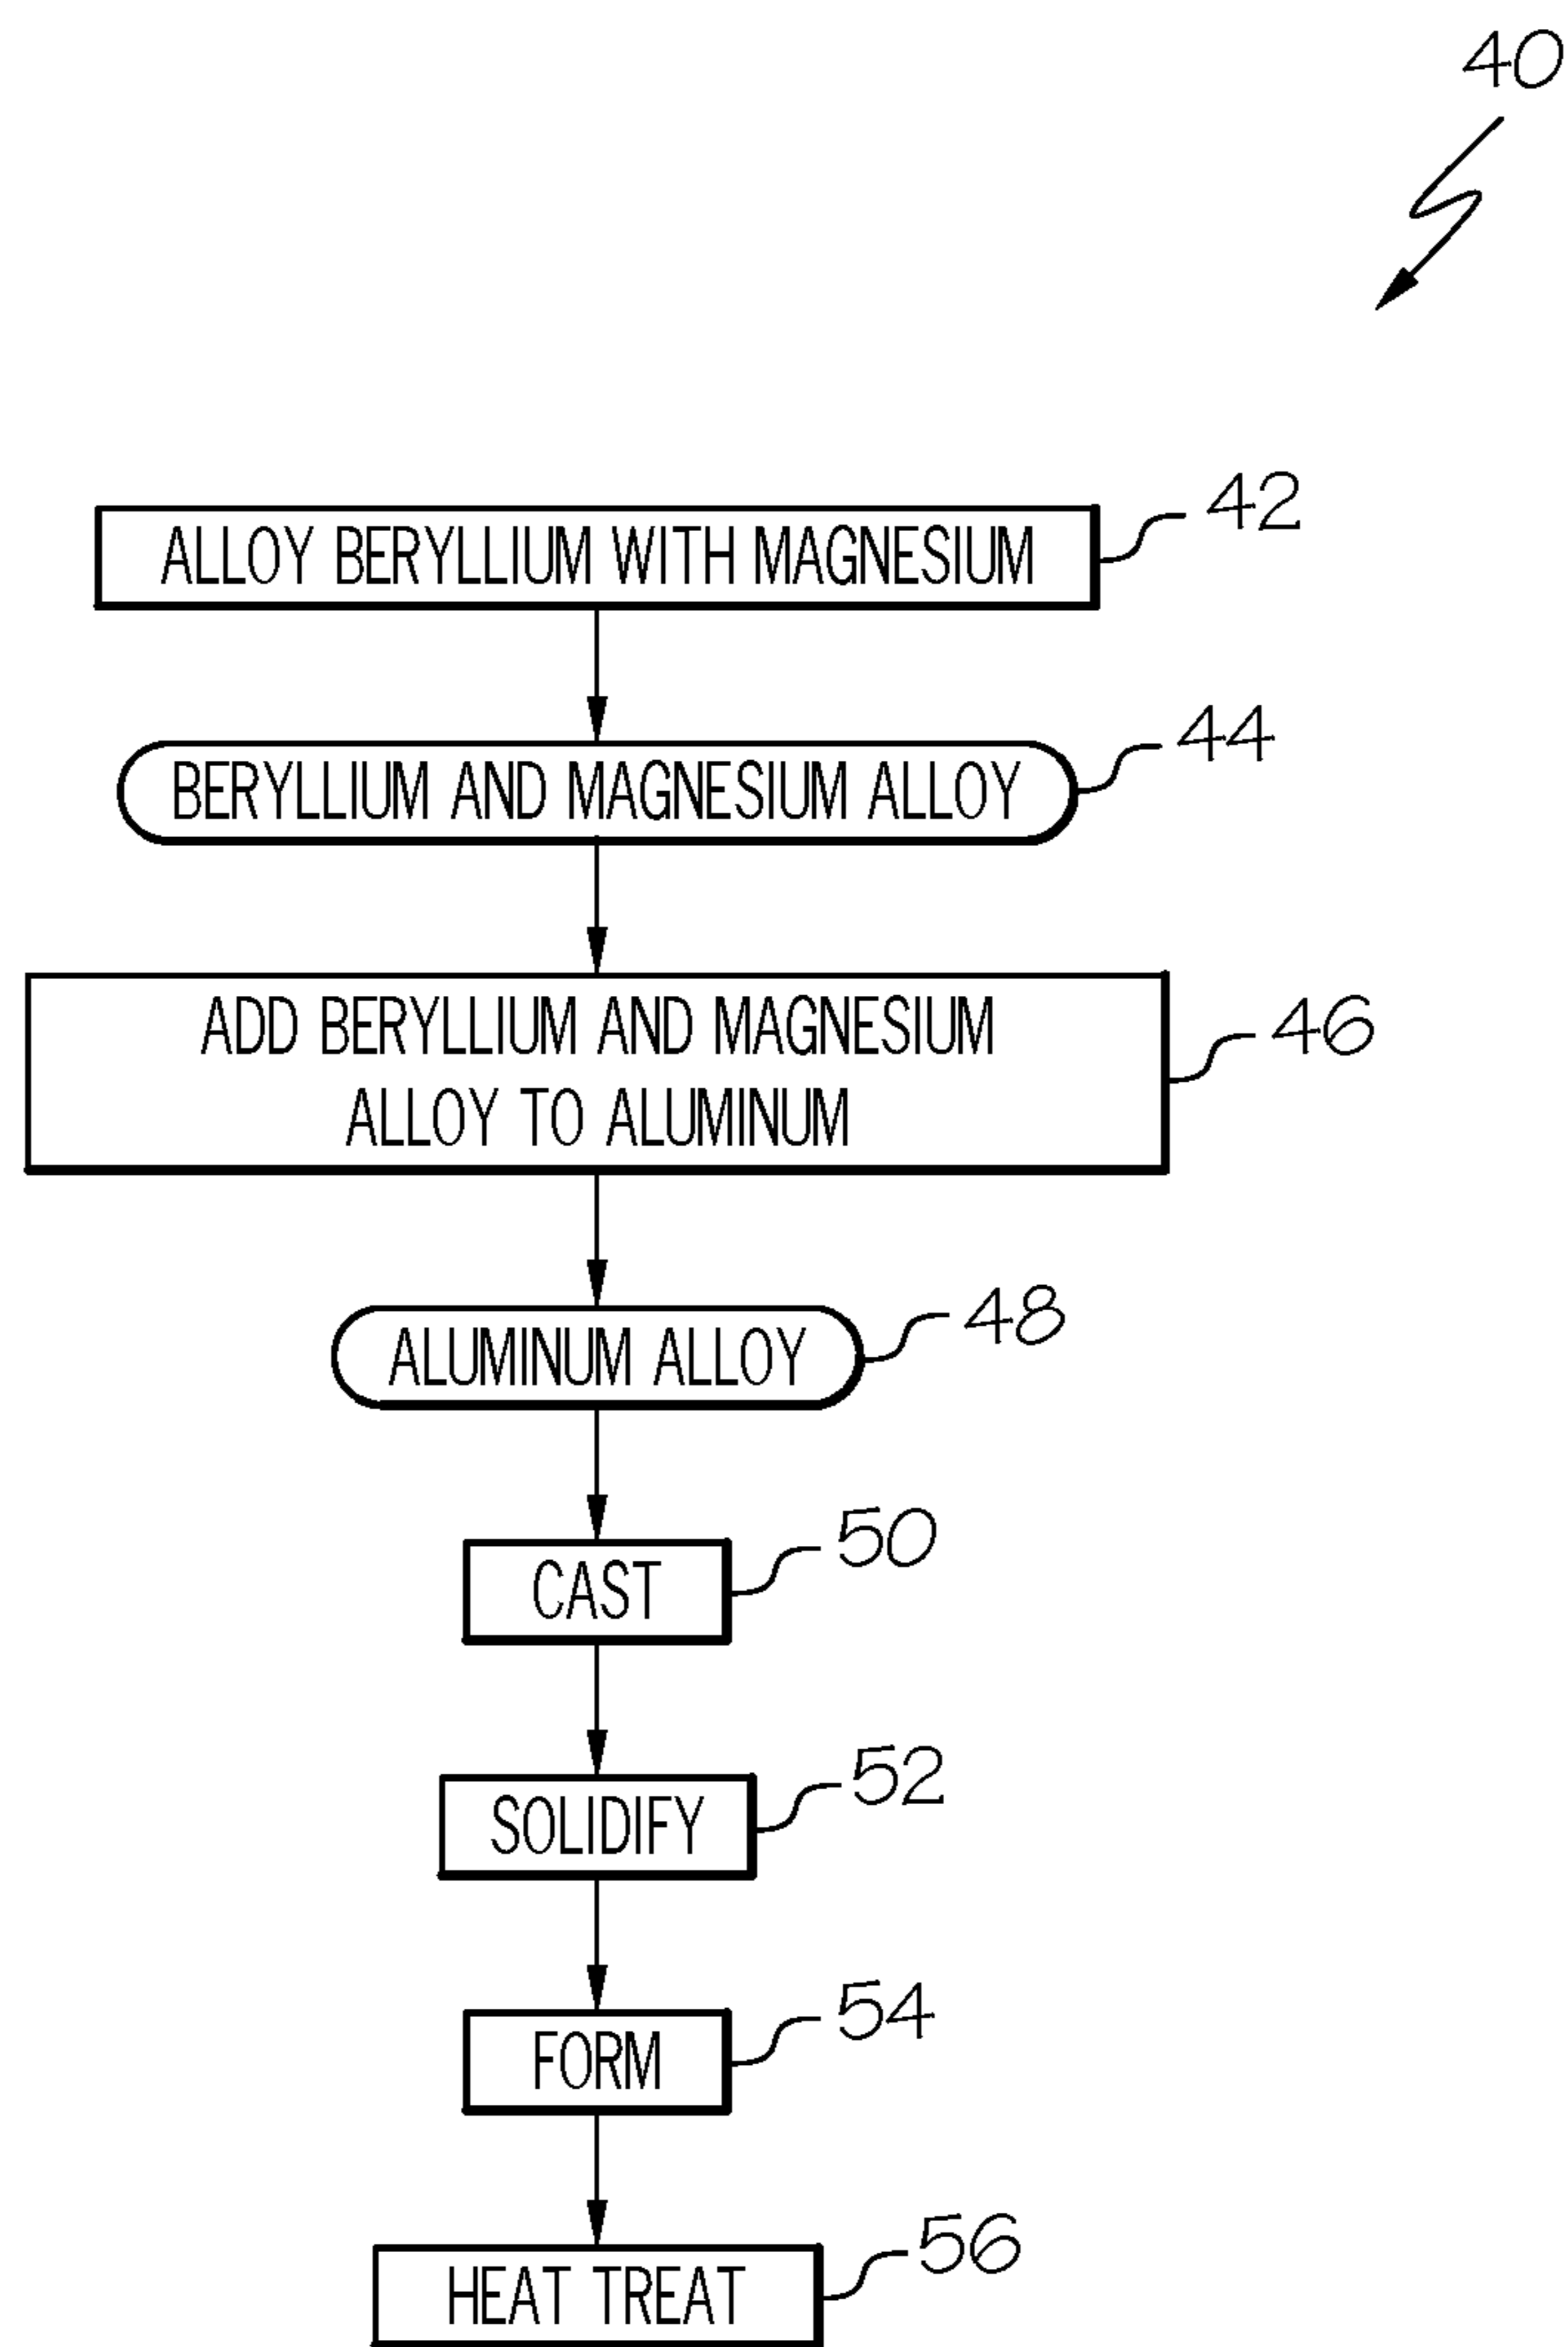 40
ALLOY BERYLLIUM WITH MAGNESIUM
42
BERYLLIUM AND MAGNESIUM ALLOY
44
ADD BERYLLIUM AND MAGNESIUM
ALLOY TO ALUMINUM
46
ALUMINUM ALLOY
48
CAST
50
SOLIDIFY
52
FORM
54
HEAT TREAT
56